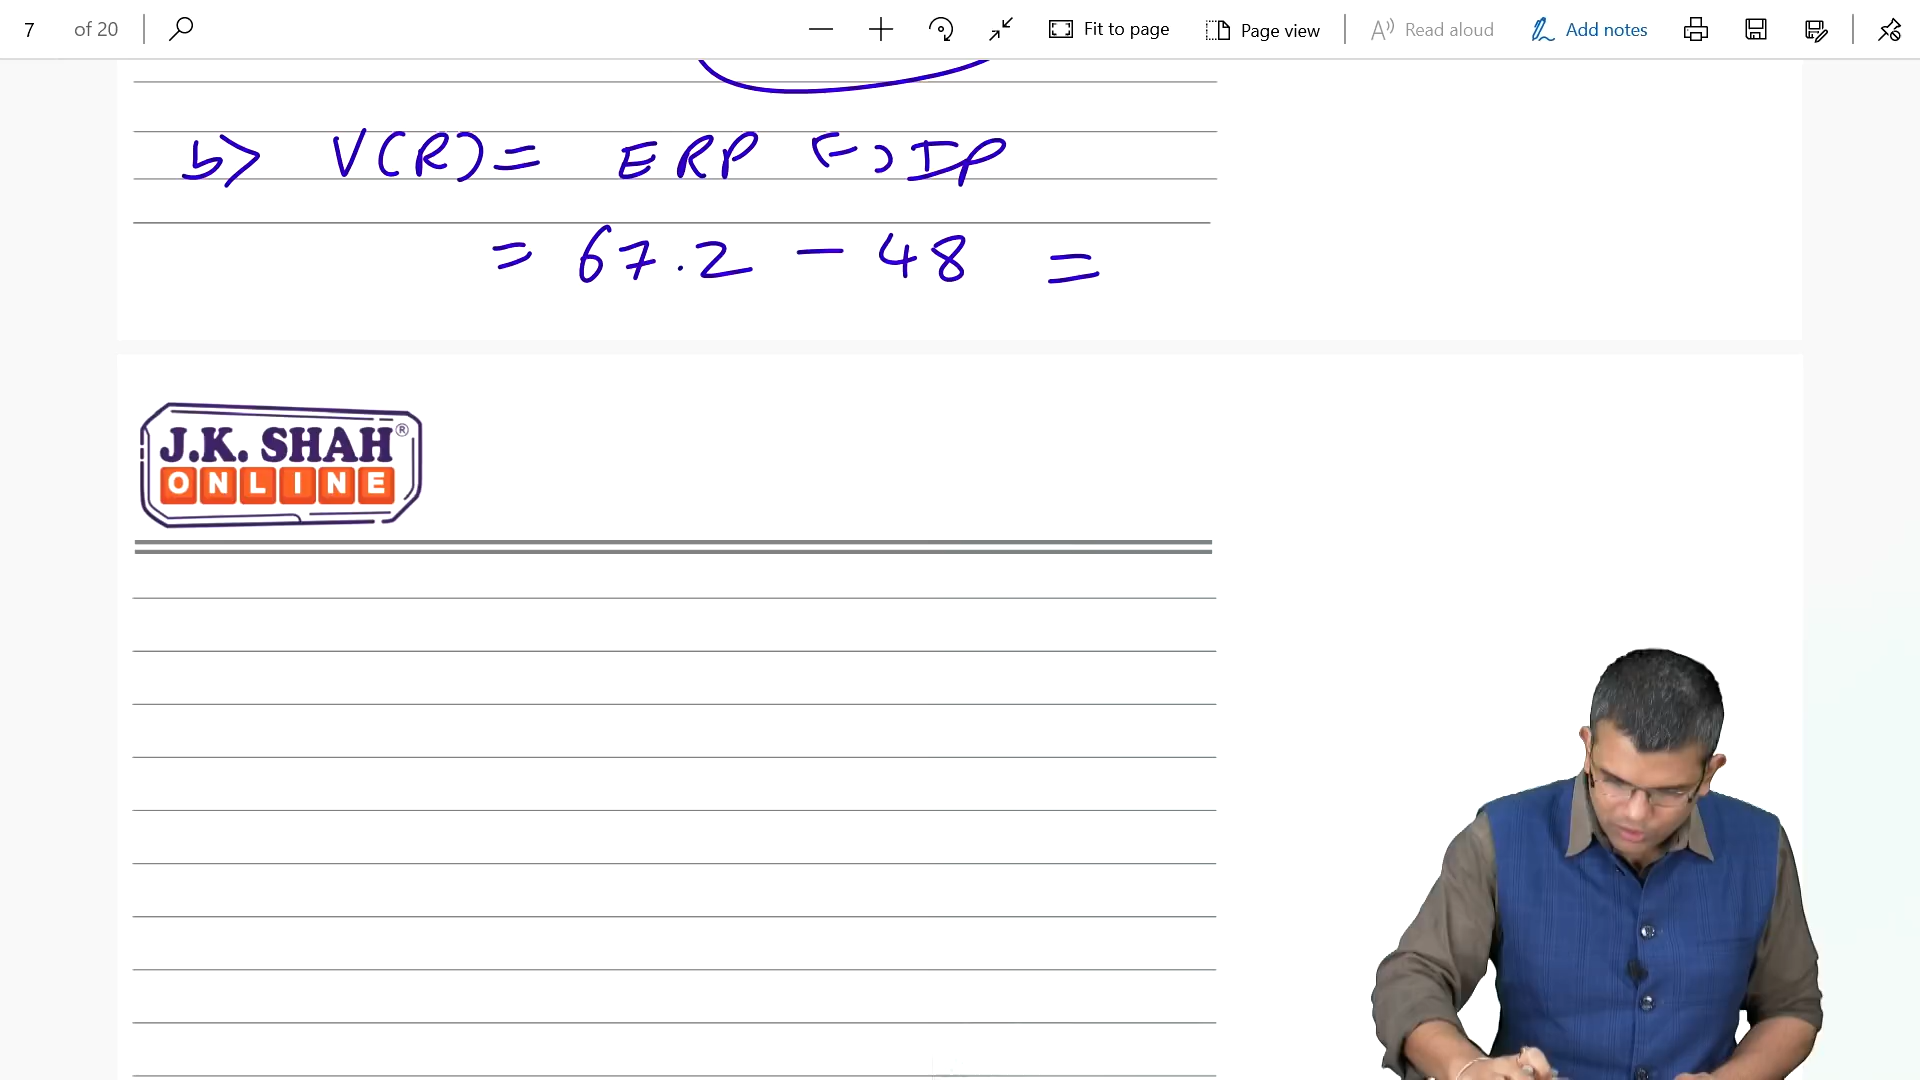 7 of 20 Fit to page Page view Read aloud Add notes
b> V(R) = ERP (-) IP
= 67.2 - 48 =
J.K. SHAH®
ONLINE